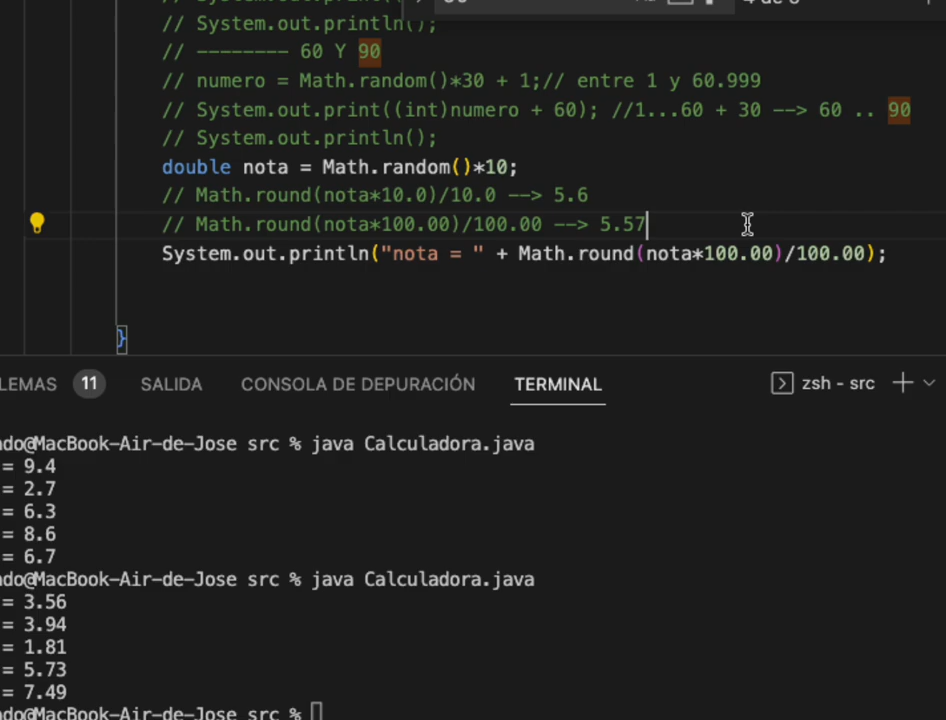 // System.out.println();
// -------- 60 Y 90
// numero = Math.random()*30 + 1;// entre 1 y 60.999
// System.out.print((int)numero + 60); //1...60 + 30 --> 60 .. 90
// System.out.println();
double nota = Math.random()*10;
// Math.round(nota*10.0)/10.0 --> 5.6
// Math.round(nota*100.00)/100.00 --> 5.57
System.out.println("nota = " + Math.round(nota*100.00)/100.00);
}
LEMAS 11 SALIDA CONSOLA DE DEPURACIÓN TERMINAL zsh - src
do@MacBook-Air-de-Jose src % java Calculadora.java
= 9.4
= 2.7
= 6.3
= 8.6
= 6.7
do@MacBook-Air-de-Jose src % java Calculadora.java
= 3.56
= 3.94
= 1.81
= 5.73
= 7.49
do@MacBook-Air-de-Jose src %